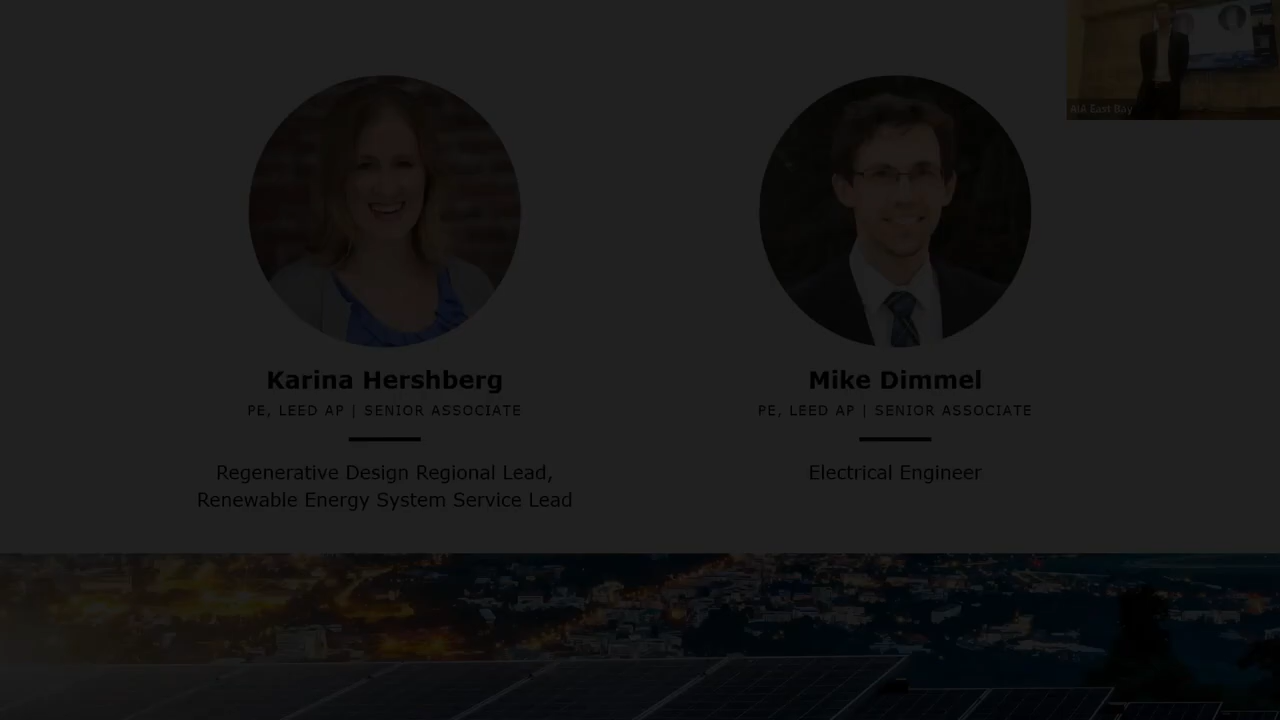 AIA East Bay
Karina Hershberg
PE, LEED AP | SENIOR ASSOCIATE
Regenerative Design Regional Lead,
Renewable Energy System Service Lead
Mike Dimmel
PE, LEED AP | SENIOR ASSOCIATE
Electrical Engineer